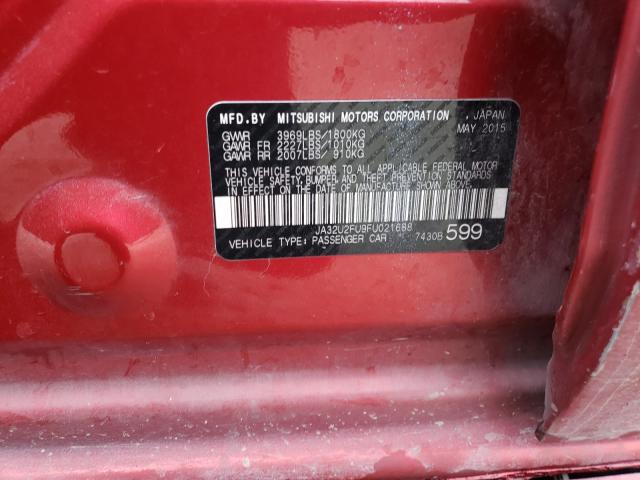 MFD.BY MITSUBISHI MOTORS CORPORATION , JAPAN
GVWR 3969LBS/1800KG MAY 2015
GAWR FR 2227LBS/1010KG
GAWR RR 2007LBS/ 910KG
THIS VEHICLE CONFORMS TO ALL APPLICABLE FEDERAL MOTOR
VEHICLE SAFETY, BUMPER AND THEFT PREVENTION STANDARDS
IN EFFECT ON THE DATE OF MANUFACTURE SHOWN ABOVE.
JA32U2FU9FU021688
VEHICLE TYPE: PASSENGER CAR 7430B 599